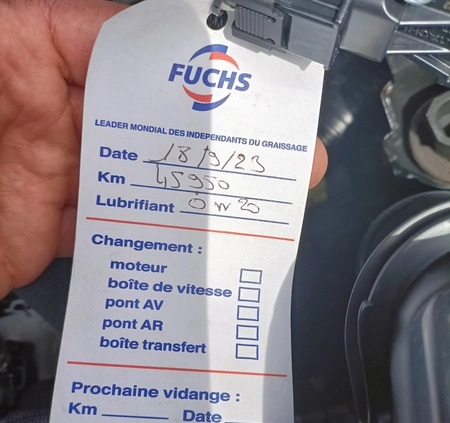 FUCHS
LEADER MONDIAL DES INDEPENDANTS DU GRAISSAGE
Date 18/9/23
Km 45950
Lubrifiant 0w20
Changement :
moteur
boîte de vitesse
pont AV
pont AR
boîte transfert
Prochaine vidange :
Km Date